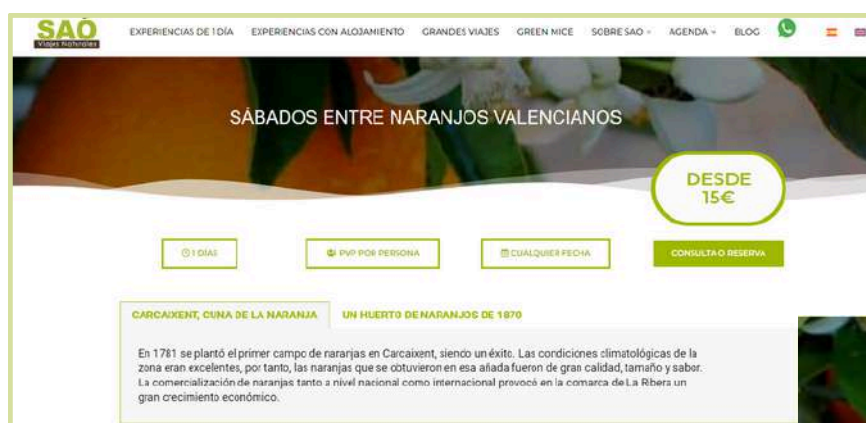 SAÓ
Viajes Naturales
EXPERIENCIAS DE 1 DÍA EXPERIENCIAS CON ALOJAMIENTO GRANDES VIAJES GREEN MICE SOBRE SAO AGENDA BLOG
SÁBADOS ENTRE NARANJOS VALENCIANOS
DESDE
15€
1 DÍAS PVP POR PERSONA CUALQUIER FECHA CONSULTA O RESERVA
CARCAIXENT, CUNA DE LA NARANJA UN HUERTO DE NARANJOS DE 1870
En 1781 se plantó el primer campo de naranjas en Carcaixent, siendo un éxito. Las condiciones climatológicas de la
zona eran excelentes, por tanto, las naranjas que se obtuvieron en esa añada fueron de gran calidad, tamaño y sabor.
La comercialización de naranjas tanto a nivel nacional como internacional provocó en la comarca de La Ribera un
gran crecimiento económico.